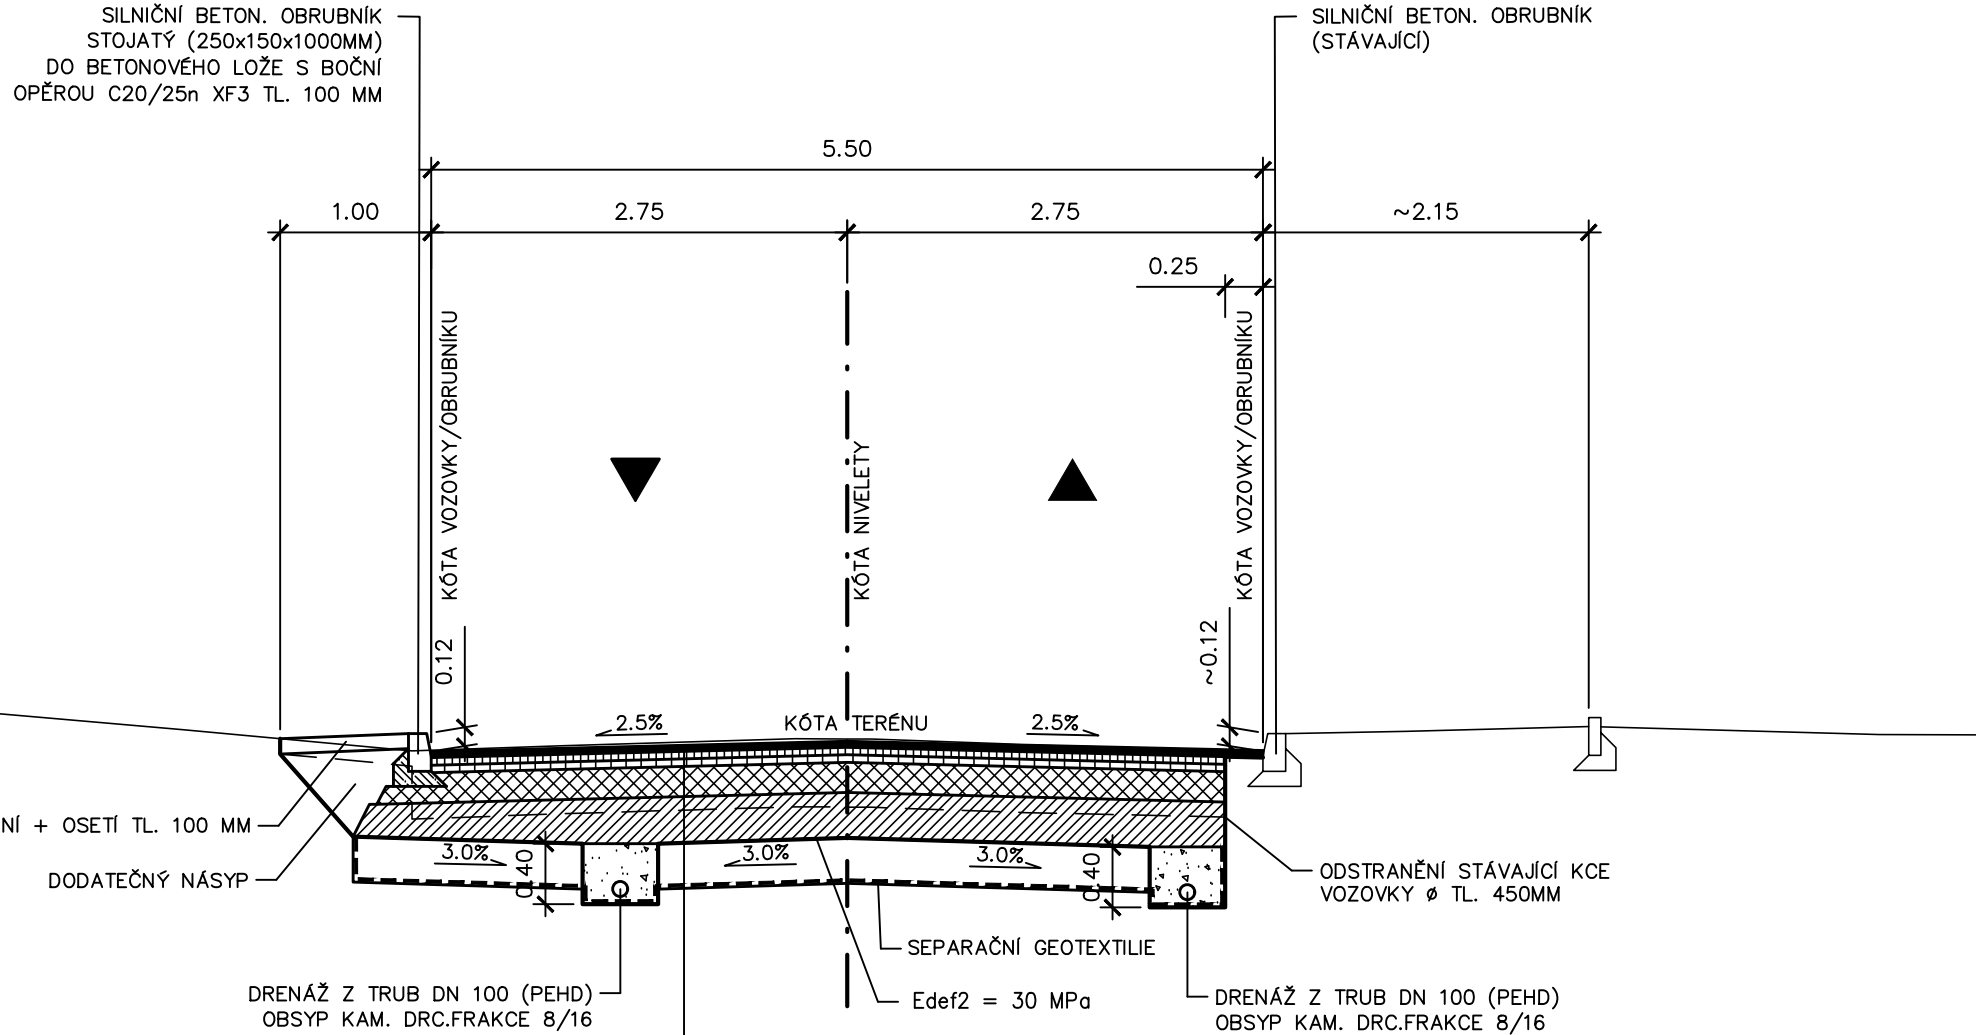 SILNIČNÍ BETON. OBRUBNÍK
STOJATÝ (250x150x1000MM)
DO BETONOVÉHO LOŽE S BOČNÍ
OPĚROU C20/25n XF3 TL. 100 MM
SILNIČNÍ BETON. OBRUBNÍK
(STÁVAJÍCÍ)
5.50
1.00
2.75
2.75
~2.15
0.25
KÓTA VOZOVKY/OBRUBNÍKU
KÓTA NIVELETY
KÓTA VOZOVKY/OBRUBNÍKU
0.12
~0.12
2.5%
KÓTA TERÉNU
2.5%
NÍ + OSETÍ TL. 100 MM
DODATEČNÝ NÁSYP
3.0%
0.40
3.0%
3.0%
0.40
ODSTRANĚNÍ STÁVAJÍCÍ KCE
VOZOVKY ø TL. 450MM
SEPARAČNÍ GEOTEXTILIE
Edef2 = 30 MPa
DRENÁŽ Z TRUB DN 100 (PEHD)
OBSYP KAM. DRC.FRAKCE 8/16
DRENÁŽ Z TRUB DN 100 (PEHD)
OBSYP KAM. DRC.FRAKCE 8/16